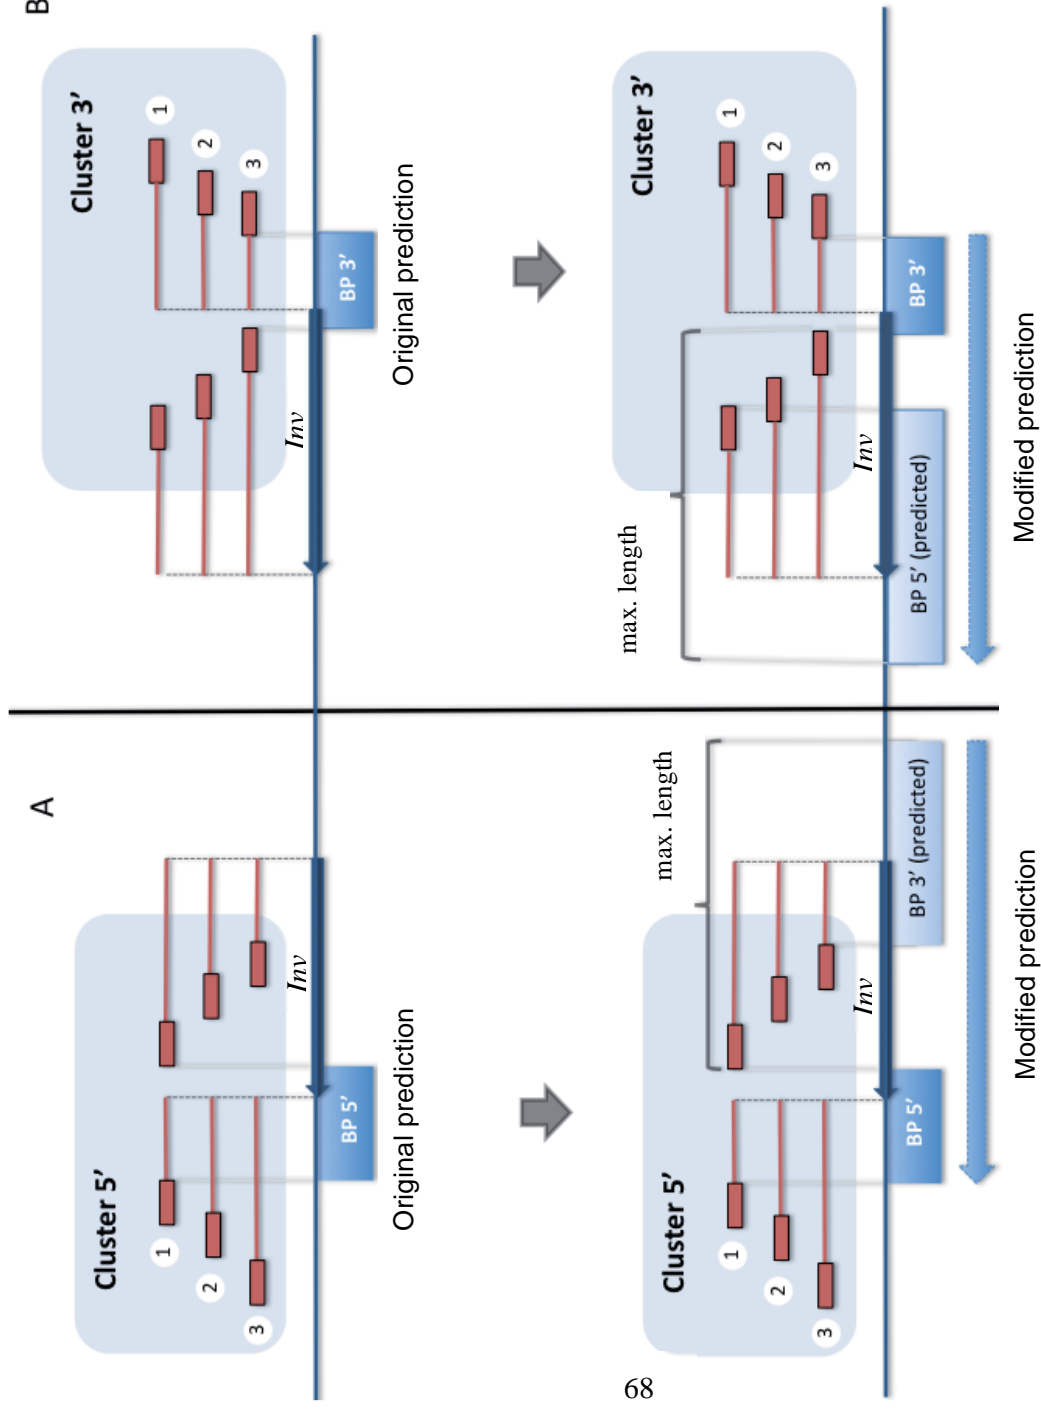 A
Cluster 5’
1
2
3
Inv
BP 5’
Original prediction
Cluster 5’
max. length
1
2
3
Inv
BP 5’
BP 3’ (predicted)
Modified prediction
B
Cluster 3’
1
2
3
Inv
BP 3’
Original prediction
Cluster 3’
max. length
1
2
3
Inv
BP 5’ (predicted)
BP 3’
Modified prediction
68